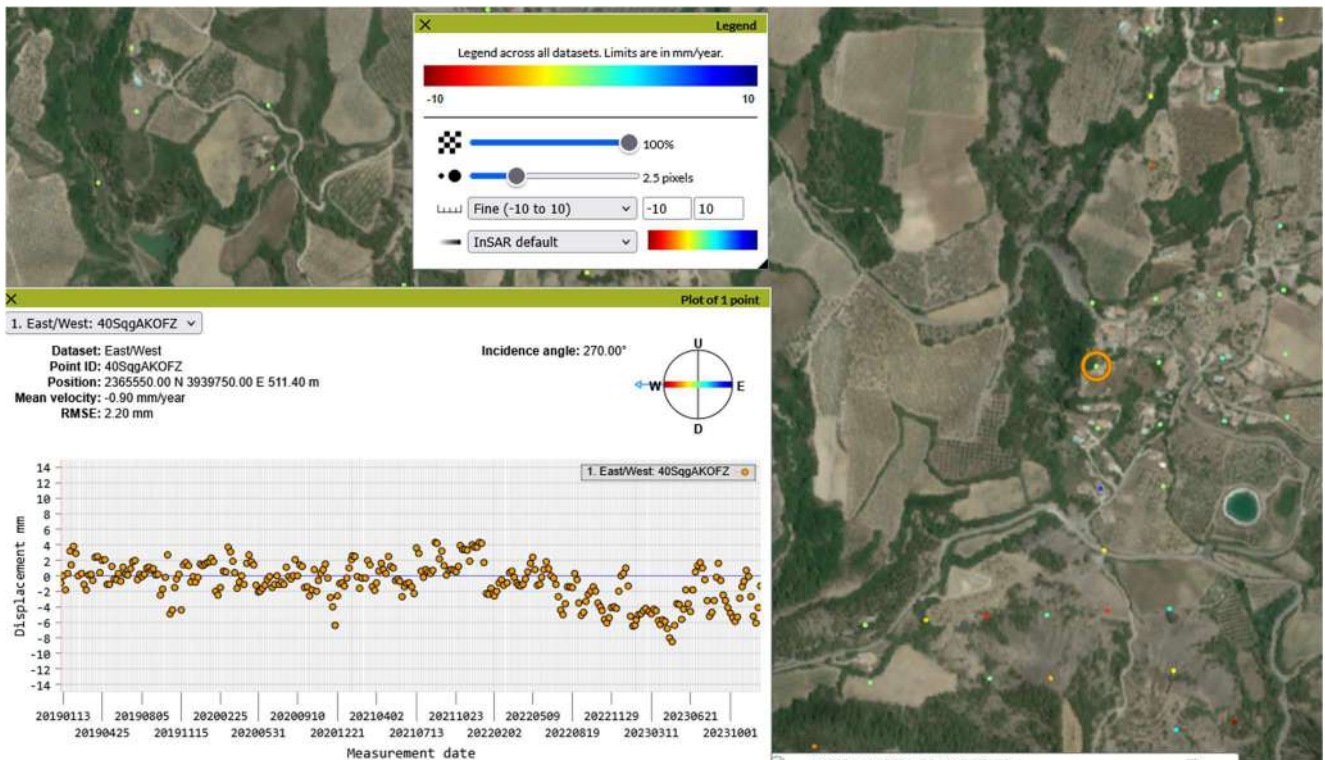 Legend
Legend across all datasets. Limits are in mm/year.
-10 10
100%
2.5 pixels
Fine (-10 to 10) -10 10
InSAR default
Plot of 1 point
1. East/West: 40SqgAKOFZ
Dataset: East/West
Point ID: 40SqgAKOFZ
Position: 2365550.00 N 3939750.00 E 511.40 m
Mean velocity: -0.90 mm/year
RMSE: 2.20 mm
Incidence angle: 270.00°
U
W E
D
1. East/West: 40SqgAKOFZ
14
12
10
8
6
4
2
0
-2
-4
-6
-8
-10
-12
-14
Displacement mm
20190113 20190805 20200225 20200910 20210402 20211023 20220509 20221129 20230621
20190425 20191115 20200531 20201221 20210713 20220202 20220819 20230311 20231001
Measurement date